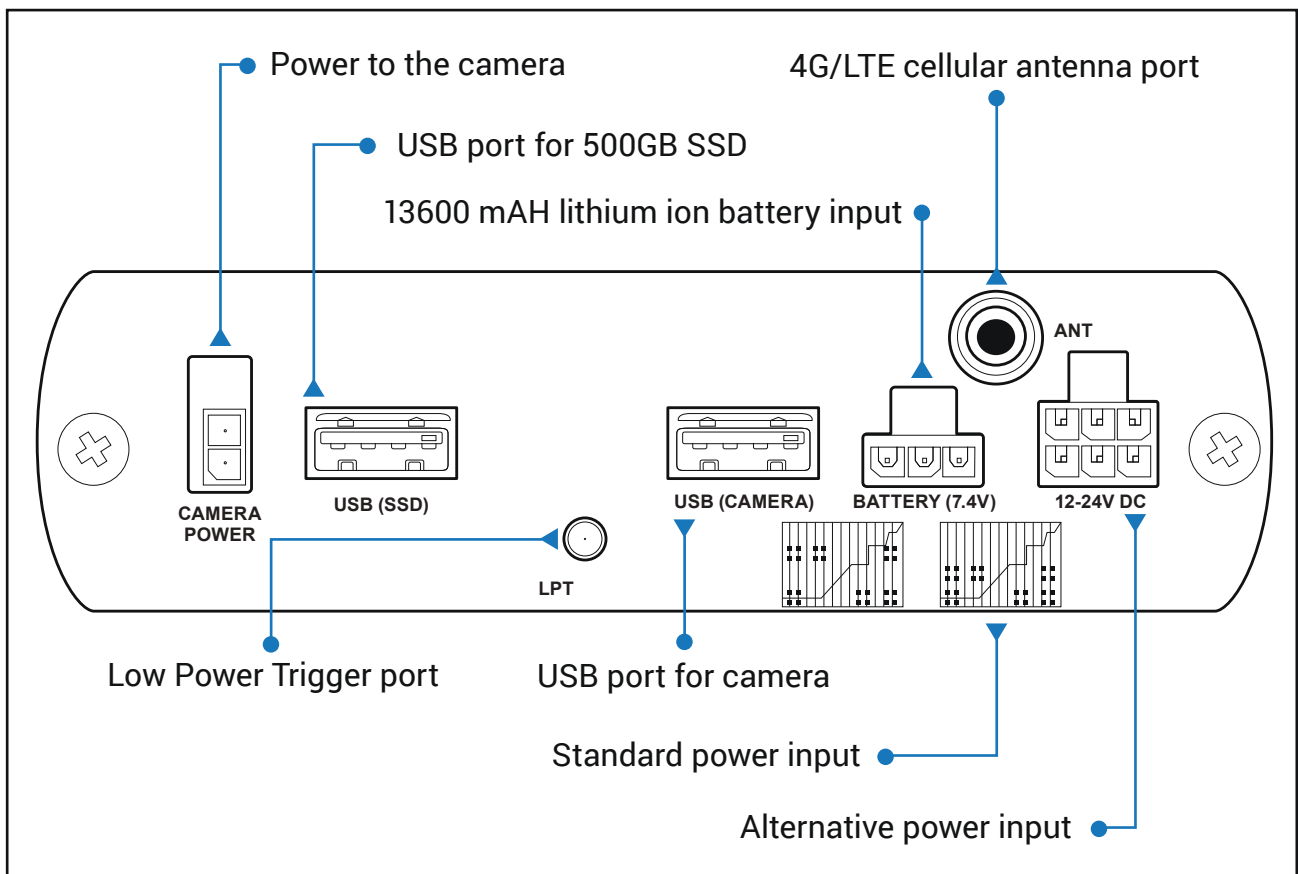 Power to the camera
4G/LTE cellular antenna port
USB port for 500GB SSD
13600 mAH lithium ion battery input
ANT
CAMERA
POWER
USB (SSD)
USB (CAMERA)
BATTERY (7.4V)
12-24V DC
LPT
Low Power Trigger port
USB port for camera
Standard power input
Alternative power input